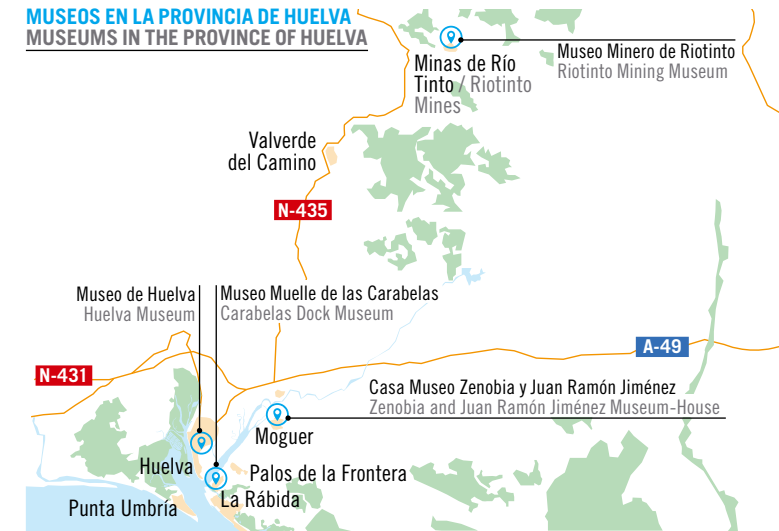 MUSEOS EN LA PROVINCIA DE HUELVA
MUSEUMS IN THE PROVINCE OF HUELVA
Minas de Río
Tinto / Riotinto
Mines
Museo Minero de Riotinto
Riotinto Mining Museum
Valverde
del Camino
N-435
Museo de Huelva
Huelva Museum
Museo Muelle de las Carabelas
Carabelas Dock Museum
A-49
N-431
Casa Museo Zenobia y Juan Ramón Jiménez
Zenobia and Juan Ramón Jiménez Museum-House
Moguer
Huelva
Palos de la Frontera
La Rábida
Punta Umbría